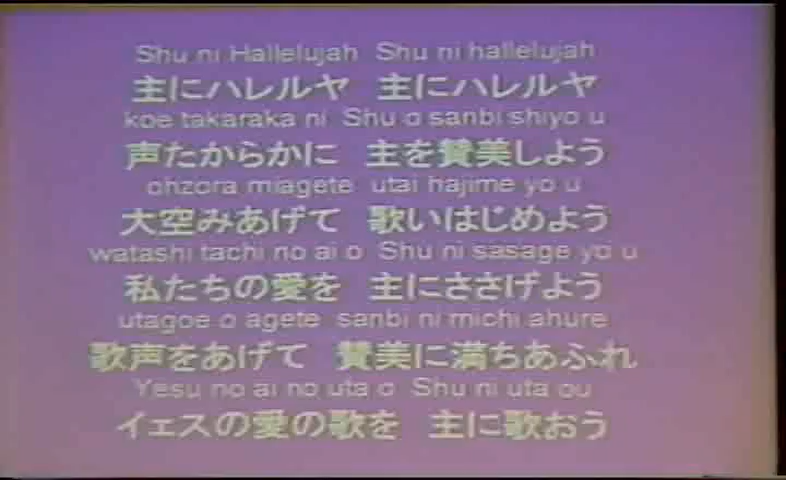 Shu ni Hallelujah Shu ni hallelujah
主にハレルヤ 主にハレルヤ
koe takaraka ni Shu o sanbi shiyo u
声たからかに 主を賛美しよう
ohzora miagete utai hajime yo u
大空みあげて 歌いはじめよう
watashi tachi no ai o Shu ni sasage yo u
私たちの愛を 主にささげよう
utagoe o agete sanbi ni michi ahure
歌声をあげて 賛美に満ちあふれ
Yesu no ai no uta o Shu ni uta ou
イェスの愛の歌を 主に歌おう